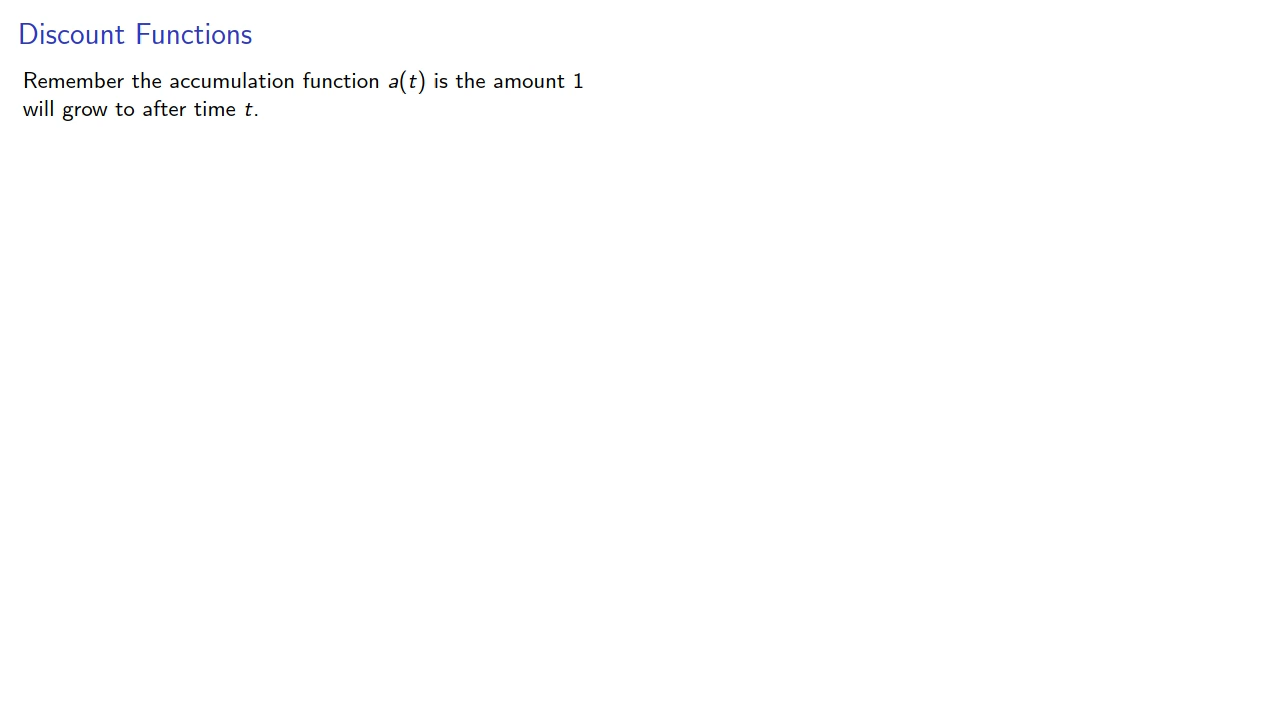 Discount Functions
Remember the accumulation function a(t) is the amount 1
will grow to after time t.